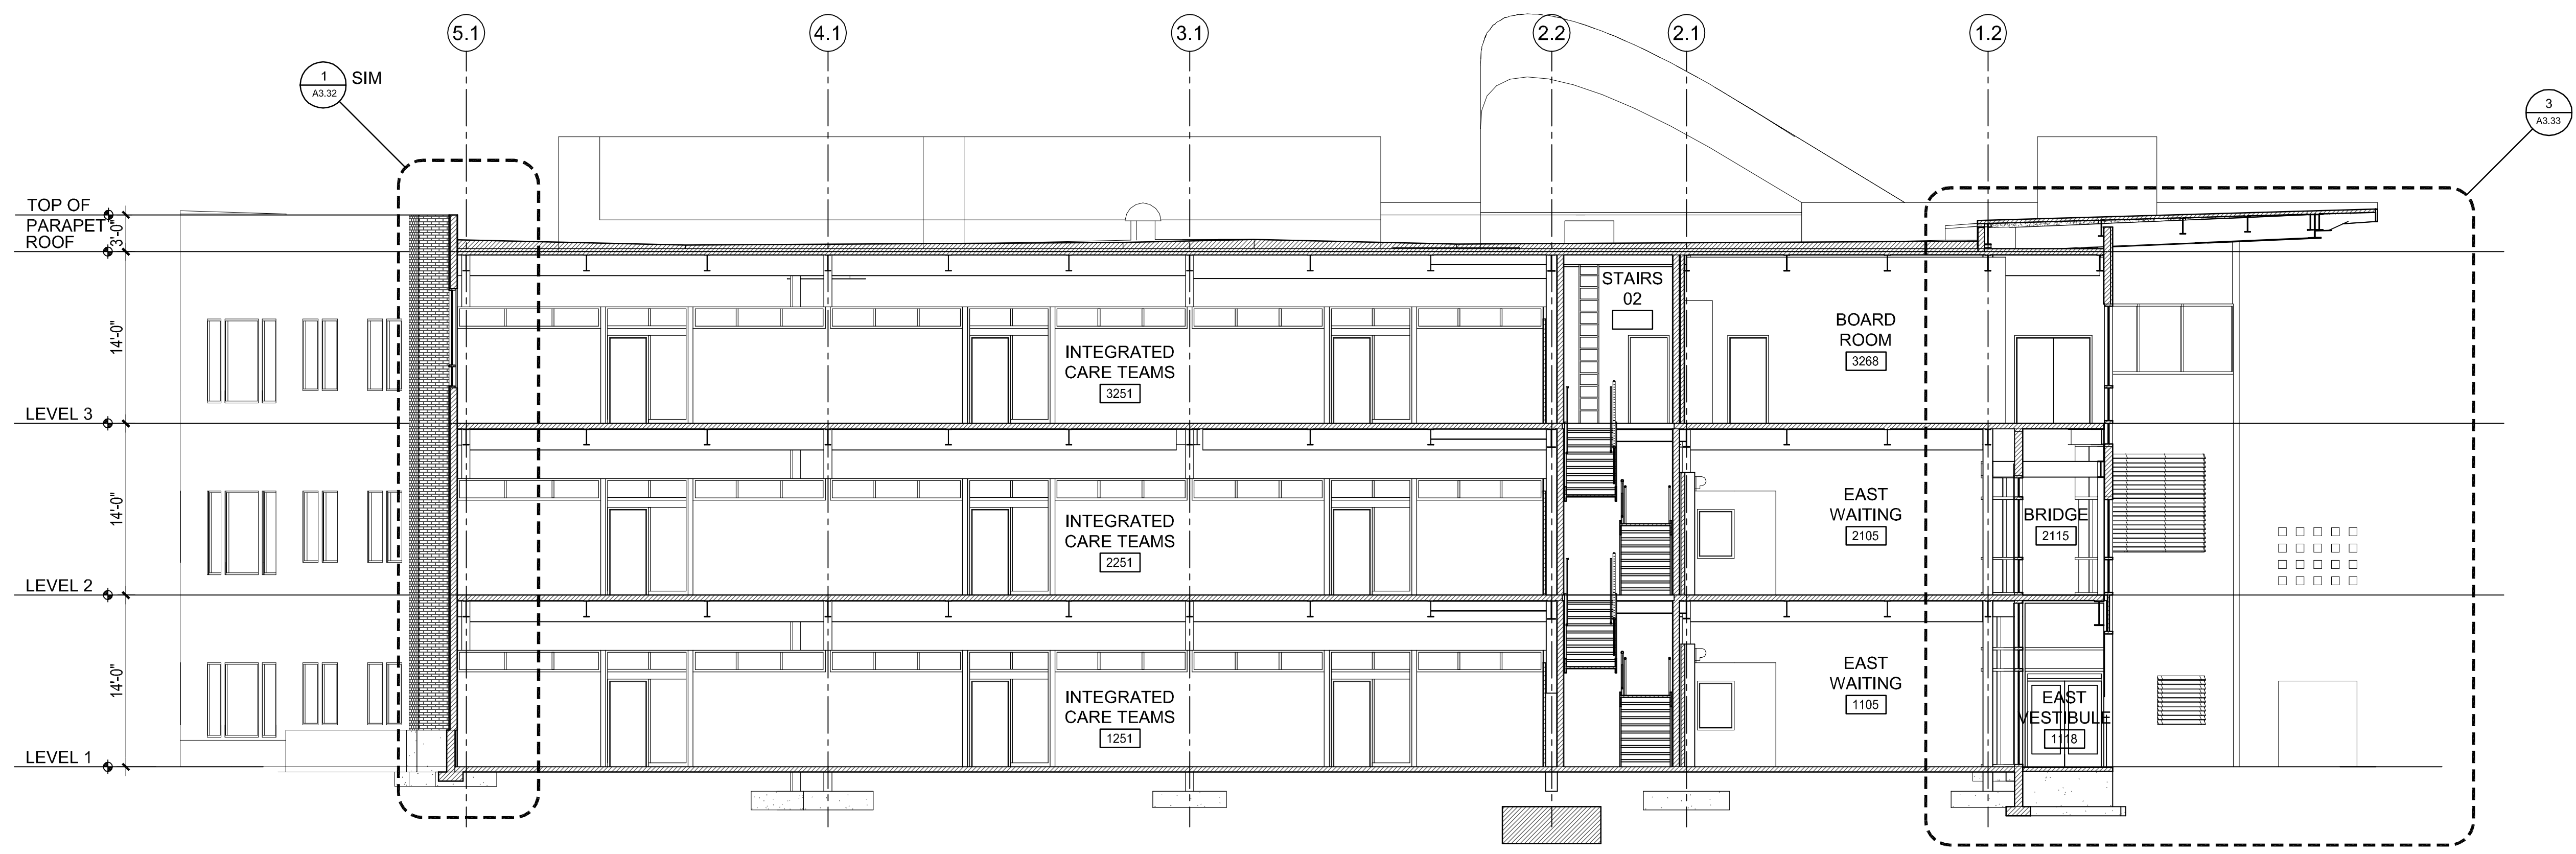 5.1
4.1
3.1
2.2
2.1
1.2
1
A3.32
SIM
3
A3.33
TOP OF
PARAPET
ROOF
3'-0"
14'-0"
LEVEL 3
14'-0"
LEVEL 2
14'-0"
LEVEL 1
STAIRS
02
BOARD
ROOM
3268
INTEGRATED
CARE TEAMS
3251
INTEGRATED
CARE TEAMS
2251
EAST
WAITING
2105
BRIDGE
2115
INTEGRATED
CARE TEAMS
1251
EAST
WAITING
1105
EAST
VESTIBULE
1118